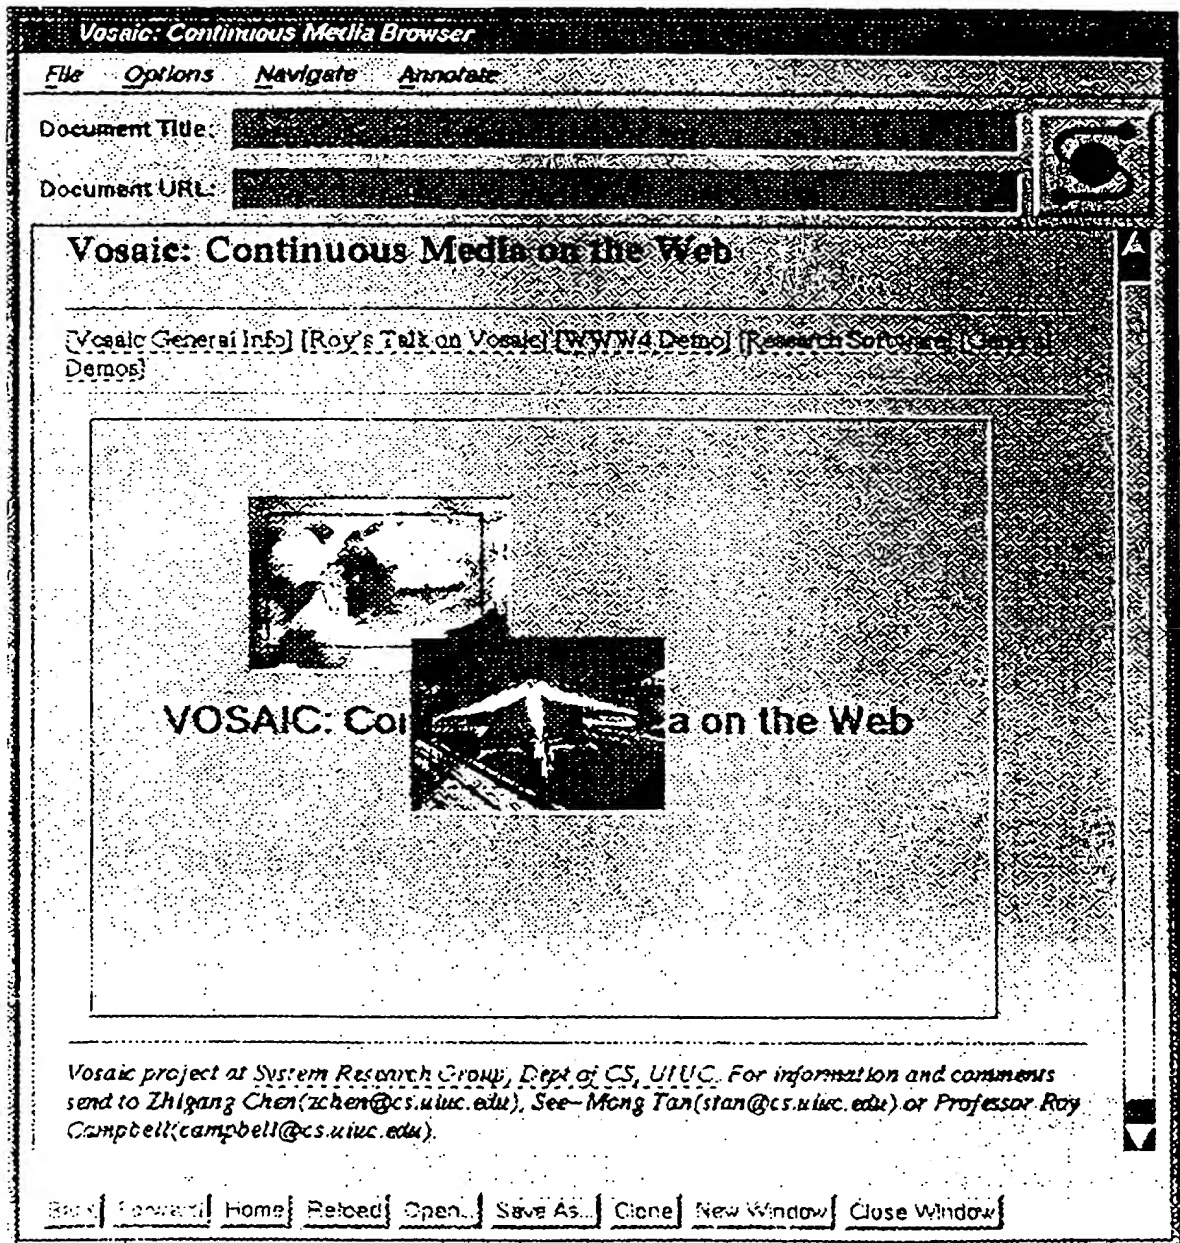 Vosaic: Continuous Media Browser
File Options Navigate Annotate
Document Title:
Document URL:
Vosaic: Continuous Media on the Web
[Vosaic General Info] [Roy's Talk on Vosaic] [WWW4 Demo] [Research Software] [General
Demos]
VOSAIC: Con a on the Web
Vosaic project at System Research Group, Dept of CS, UIUC. For information and comments
send to Zhigang Chen(zchen@cs.uiuc.edu), See-Mong Tan(stan@cs.uiuc.edu) or Professor Roy
Campbell(campbell@cs.uiuc.edu).
Back Forward Home Reload Open... Save As... Clone New Window Close Window